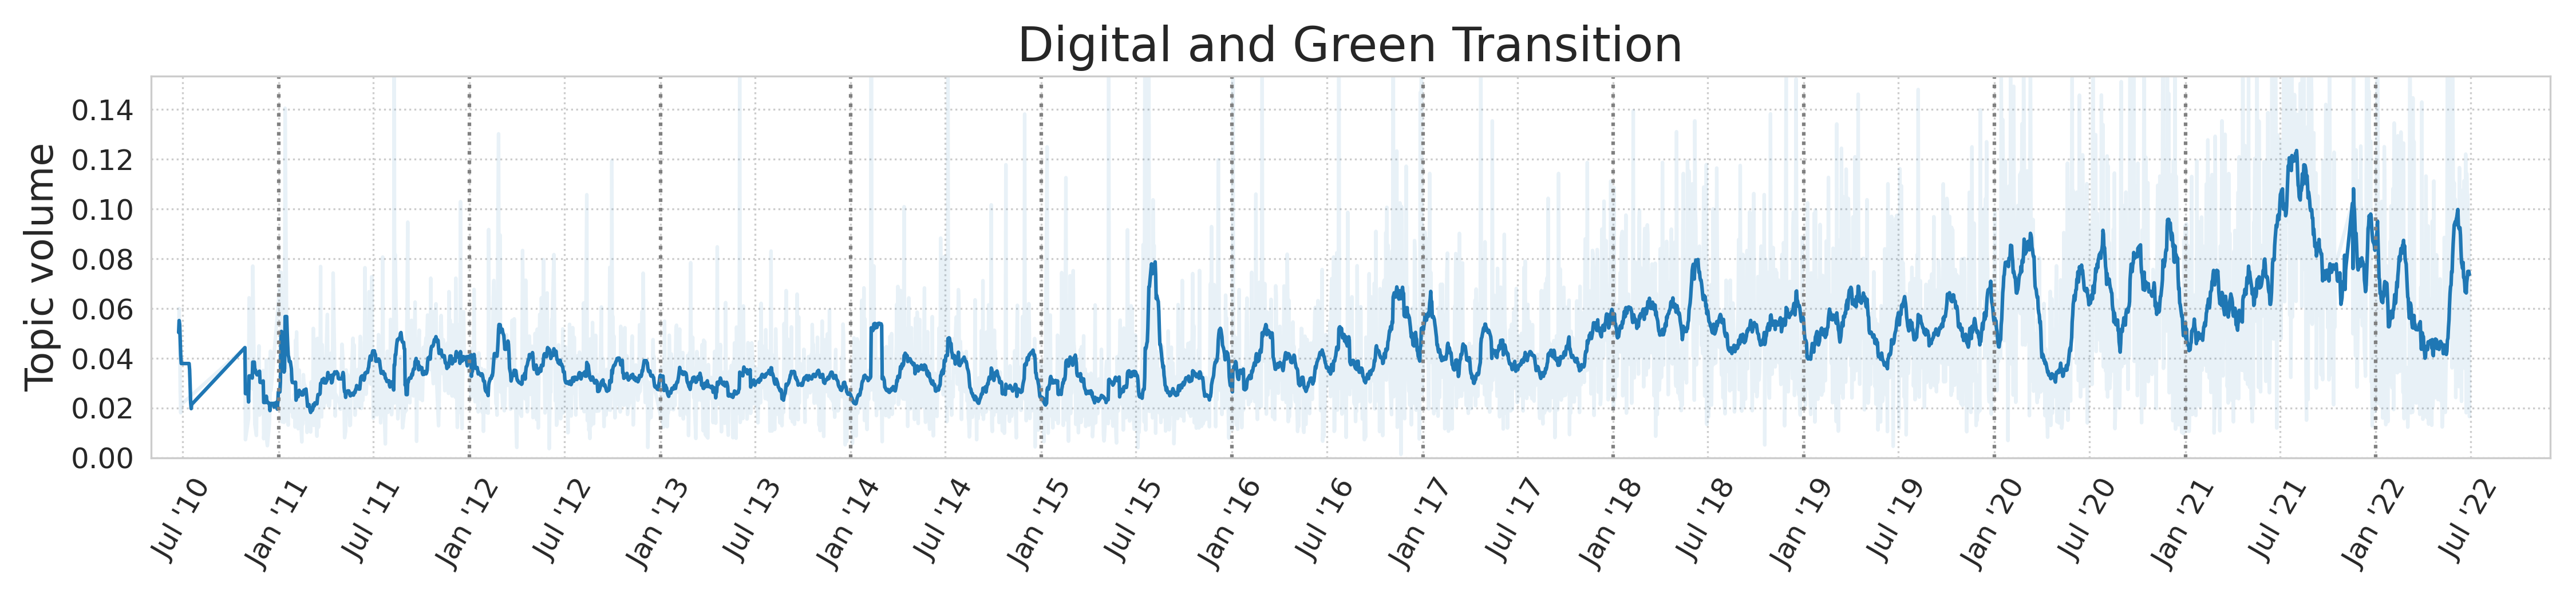 Digital and Green Transition
Topic volume
0.14
0.12
0.10
0.08
0.06
0.04
0.02
0.00
Jul '10
Jan '11
Jul '11
Jan '12
Jul '12
Jan '13
Jul '13
Jan '14
Jul '14
Jan '15
Jul '15
Jan '16
Jul '16
Jan '17
Jul '17
Jan '18
Jul '18
Jan '19
Jul '19
Jan '20
Jul '20
Jan '21
Jul '21
Jan '22
Jul '22